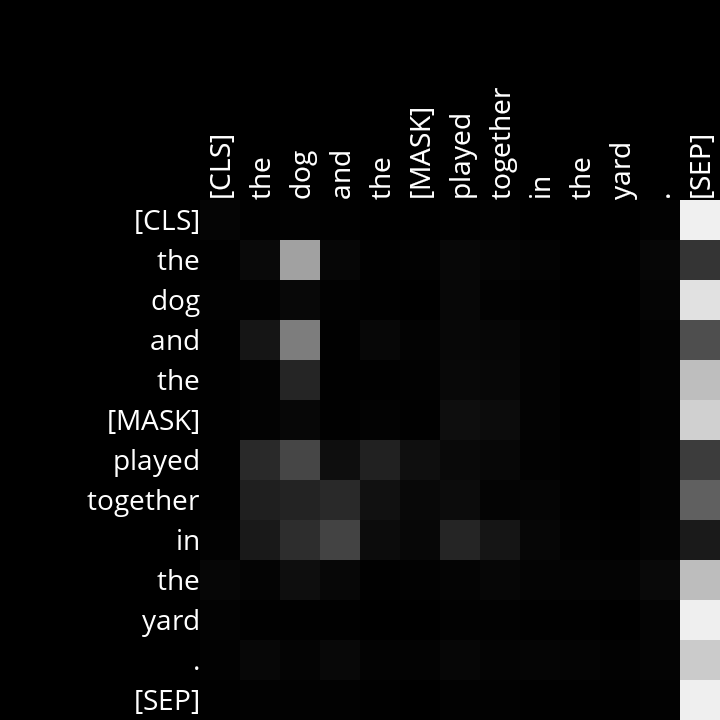 [CLS]
the
dog
and
the
[MASK]
played
together
in
the
yard
.
[SEP]
[CLS]
the
dog
and
the
[MASK]
played
together
in
the
yard
.
[SEP]